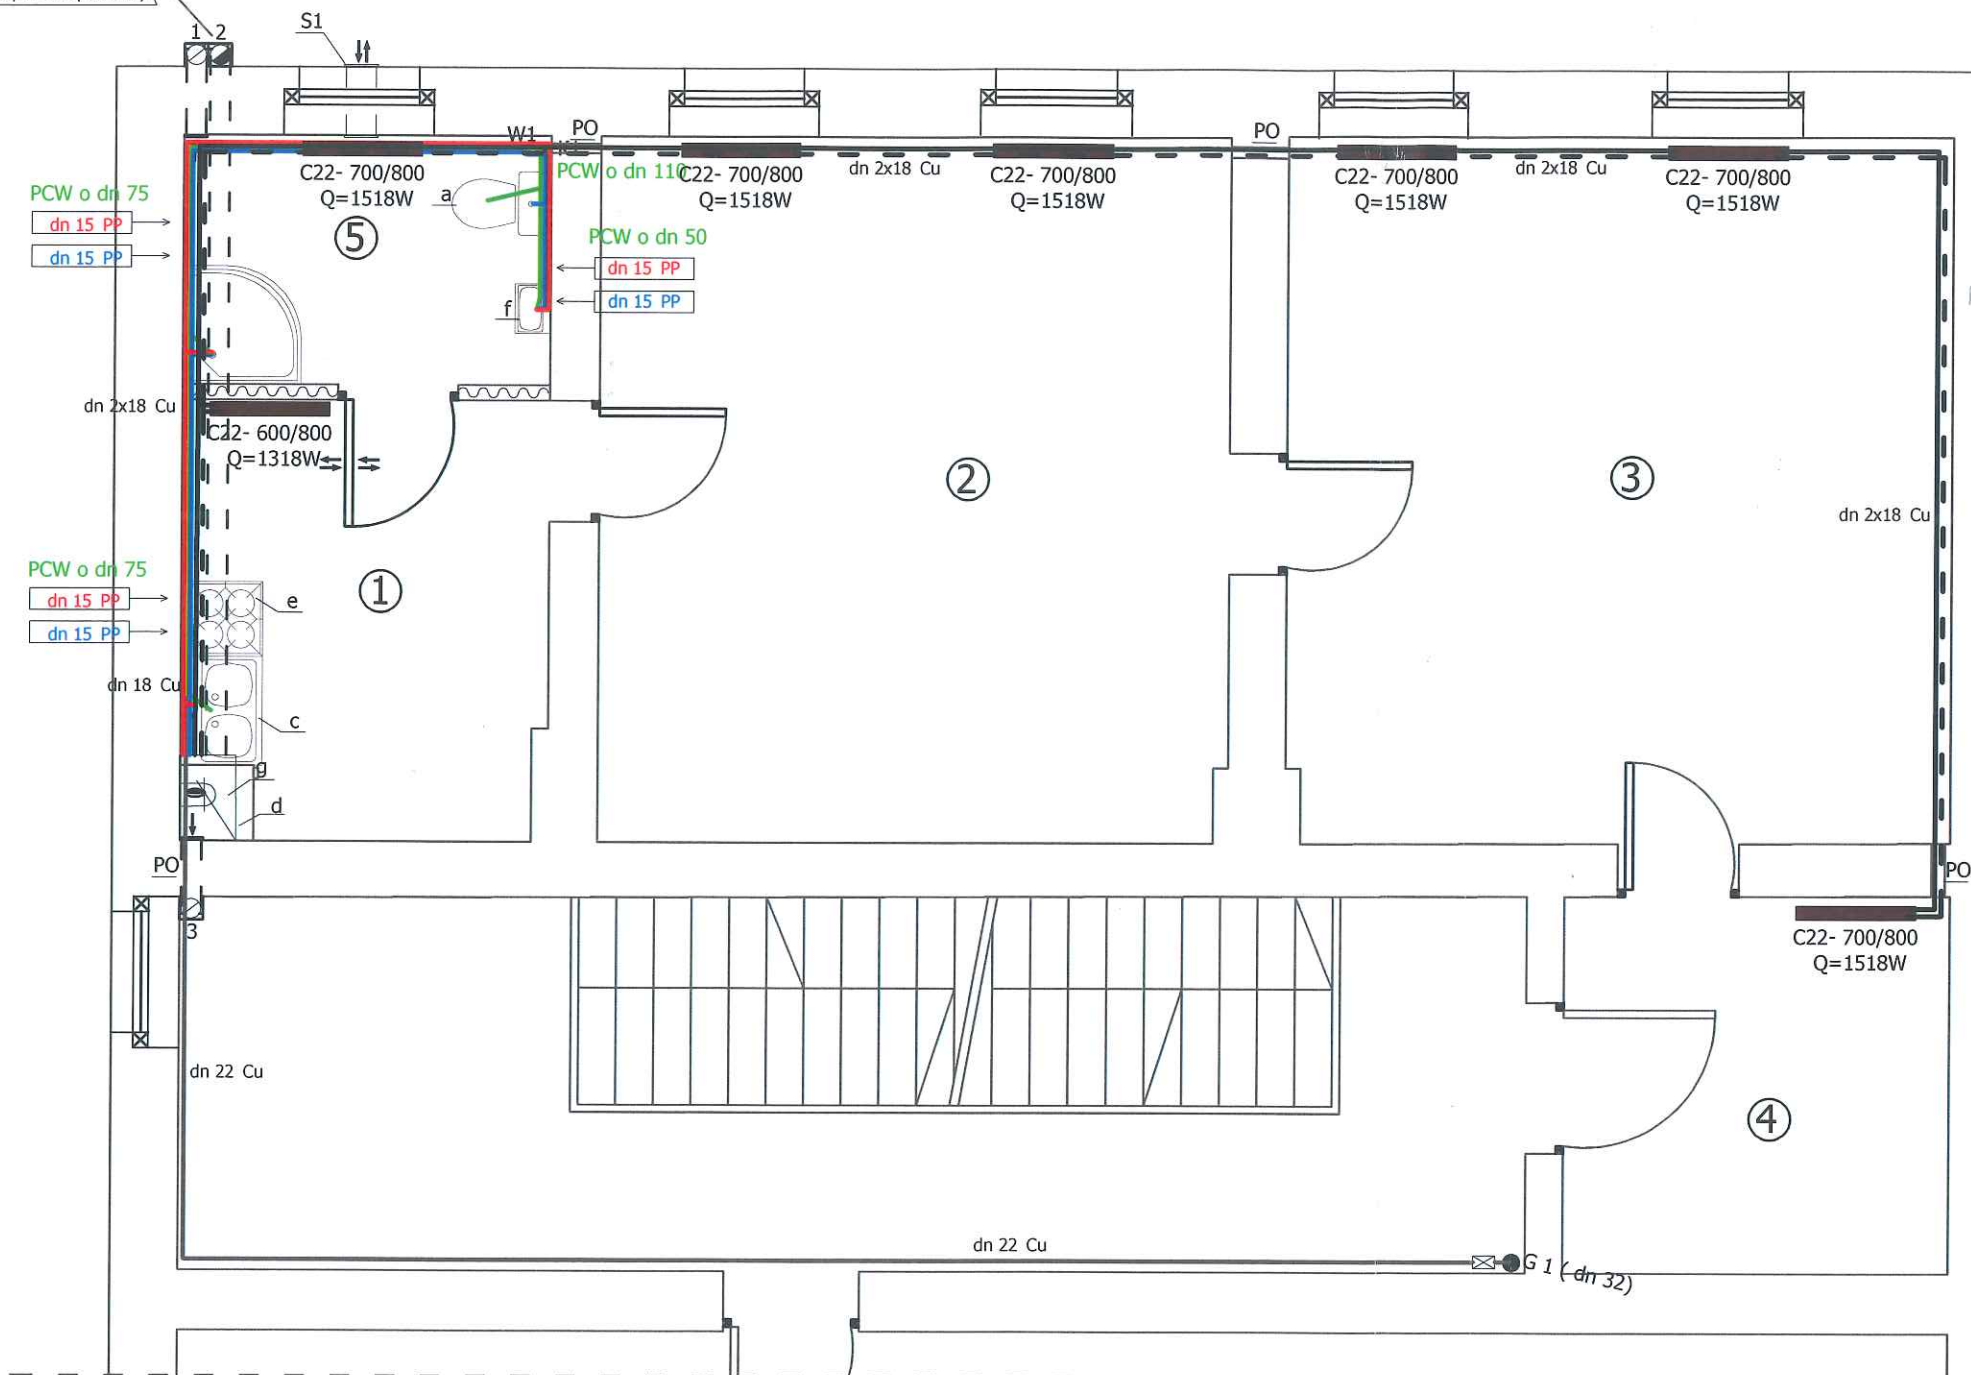 1 2
S1
W1
PO
PO
C22- 700/800
Q=1518W
a
PCW o dn 110
C22- 700/800
Q=1518W
dn 2x18 Cu
C22- 700/800
Q=1518W
C22- 700/800
Q=1518W
dn 2x18 Cu
C22- 700/800
Q=1518W
PCW o dn 75
dn 15 PP
dn 15 PP
5
PCW o dn 50
dn 15 PP
dn 15 PP
f
dn 2x18 Cu
C22- 600/800
Q=1318W
2
3
dn 2x18 Cu
PCW o dn 75
dn 15 PP
dn 15 PP
e
1
dn 18 Cu
c
g
d
PO
PO
3
C22- 700/800
Q=1518W
dn 22 Cu
4
dn 22 Cu
G 1 ( dn 32)